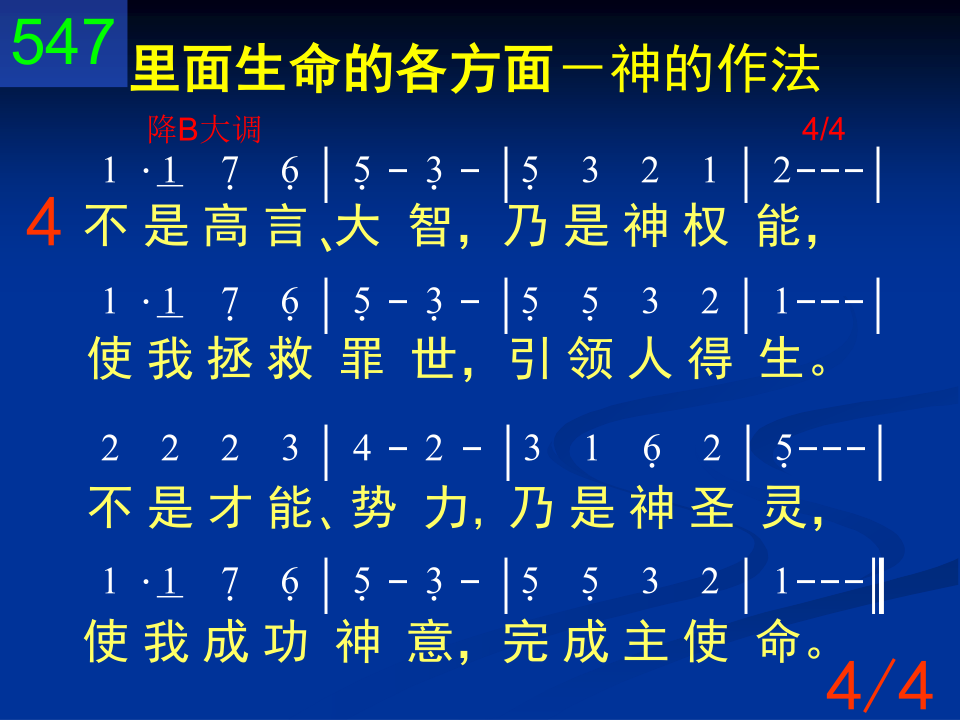 547
里面生命的各方面－神的作法
降B大调 4/4
1 · 1 7 6 | 5 - 3 - | 5 3 2 1 | 2 - - - |
4 不是高言、大智，乃是神权能，
1 · 1 7 6 | 5 - 3 - | 5 5 3 2 | 1 - - - |
使我拯救罪世，引领人得生。
2 2 2 3 | 4 - 2 - | 3 1 6 2 | 5 - - - |
不是才能、势力，乃是神圣灵，
1 · 1 7 6 | 5 - 3 - | 5 5 3 2 | 1 - - - ‖
使我成功神意，完成主使命。
4/4